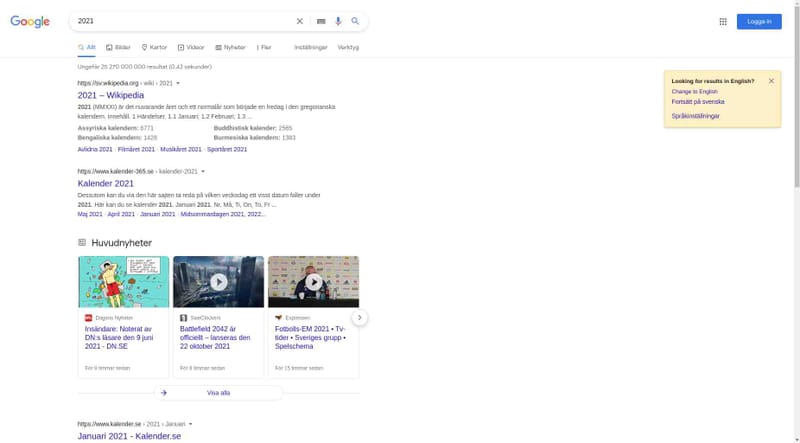 Google
2021
Logga in
Allt
Bilder
Kartor
Videor
Nyheter
Fler
Inställningar
Verktyg
Ungefär 25 270 000 000 resultat (0,42 sekunder)
https://sv.wikipedia.org › wiki › 2021
2021 – Wikipedia
2021 (MMXXI) är det nuvarande året och ett normalår som började en fredag i den gregorianska
kalendern. Innehåll. 1 Händelser. 1.1 Januari; 1.2 Februari; 1.3 ...
Assyriska kalendern: 6771
Buddhistisk kalender: 2565
Bengaliska kalendern: 1428
Burmesiska kalendern: 1383
Avlidna 2021 · Filmåret 2021 · Musikåret 2021 · Sportåret 2021
https://www.kalender-365.se › kalender-2021
Kalender 2021
Dessutom kan du via den här sajten ta reda på vilken veckodag ett visst datum faller under
2021. Här kan du se kalender 2021. Januari 2021. Nr, Må, Ti, On, To, Fr ...
Maj 2021 · April 2021 · Januari 2021 · Midsommardagen 2021, 2022...
Huvudnyheter
Dagens Nyheter
Insändare: Noterat av
DN:s läsare den 9 juni
2021 - DN.SE
För 9 timmar sedan
SweClockers
Battlefield 2042 är
officiellt – lanseras den
22 oktober 2021
För 8 timmar sedan
Expressen
Fotbolls-EM 2021 • Tv-
tider • Sveriges grupp •
Spelschema
För 15 timmar sedan
Visa alla
https://www.kalender.se › 2021 › Januari
Januari 2021 - Kalender.se
Looking for results in English?
Change to English
Fortsätt på svenska
Språkinställningar